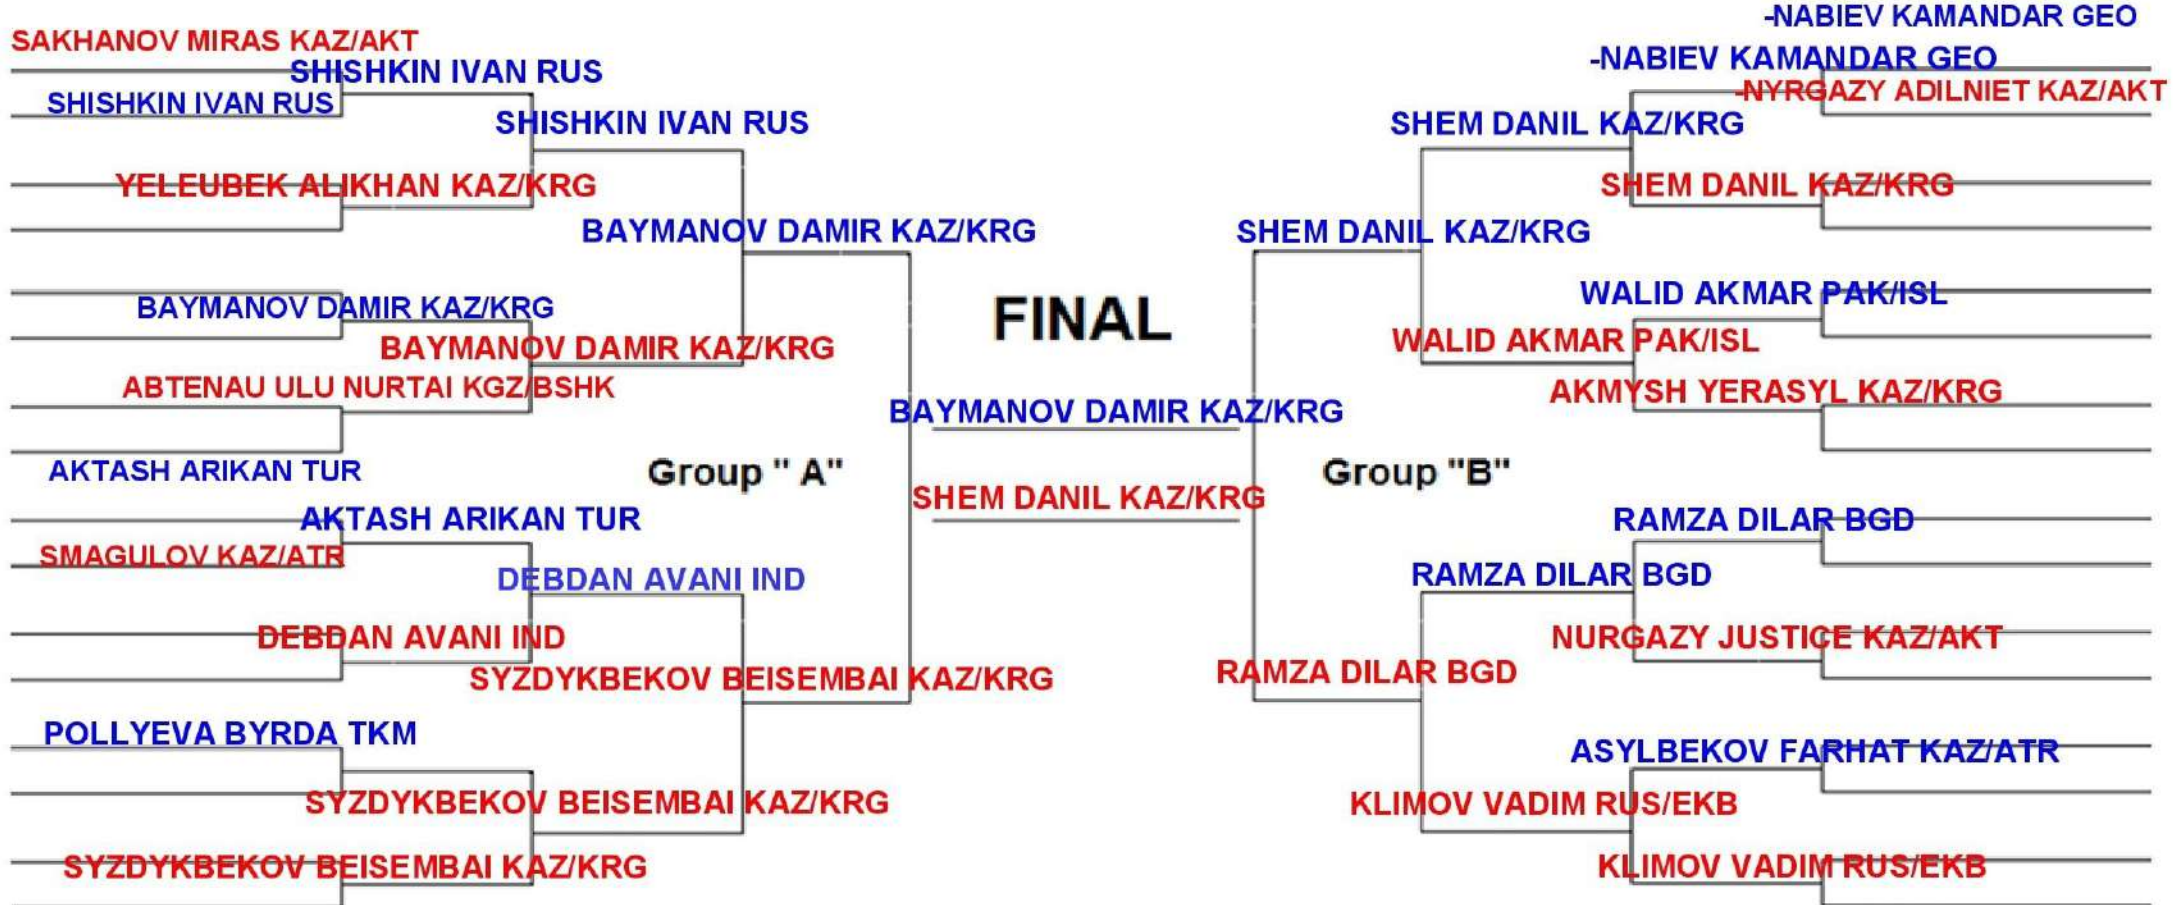 SAKHANOV MIRAS KAZ/AKT
SHISHKIN IVAN RUS
SHISHKIN IVAN RUS
SHISHKIN IVAN RUS
YELEUBEK ALIKHAN KAZ/KRG
BAYMANOV DAMIR KAZ/KRG
BAYMANOV DAMIR KAZ/KRG
BAYMANOV DAMIR KAZ/KRG
ABTENAU ULU NURTAI KGZ/BSHK
Group " A"
AKTASH ARIKAN TUR
AKTASH ARIKAN TUR
SMAGULOV KAZ/ATR
DEBDAN AVANI IND
DEBDAN AVANI IND
SYZDYKBEKOV BEISEMBAI KAZ/KRG
POLLYEVA BYRDA TKM
SYZDYKBEKOV BEISEMBAI KAZ/KRG
SYZDYKBEKOV BEISEMBAI KAZ/KRG
FINAL
BAYMANOV DAMIR KAZ/KRG
SHEM DANIL KAZ/KRG
-NABIEV KAMANDAR GEO
-NABIEV KAMANDAR GEO
-NYRGAZY ADILNIET KAZ/AKT
SHEM DANIL KAZ/KRG
SHEM DANIL KAZ/KRG
SHEM DANIL KAZ/KRG
WALID AKMAR PAK/ISL
WALID AKMAR PAK/ISL
AKMYSH YERASYL KAZ/KRG
Group "B"
RAMZA DILAR BGD
RAMZA DILAR BGD
NURGAZY JUSTICE KAZ/AKT
RAMZA DILAR BGD
ASYLBEKOV FARHAT KAZ/ATR
KLIMOV VADIM RUS/EKB
KLIMOV VADIM RUS/EKB